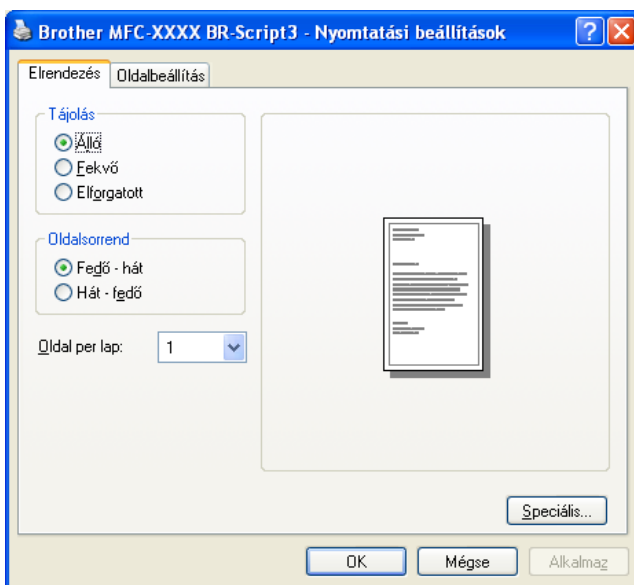 Brother MFC-XXXX BR-Script3 - Nyomtatási beállítások
Elrendezés
Oldalbeállítás
Tájolás
Álló
Fekvő
Elforgatott
Oldalsorrend
Fedő - hát
Hát - fedő
Oldal per lap:
1
Speciális...
OK
Mégse
Alkalmaz